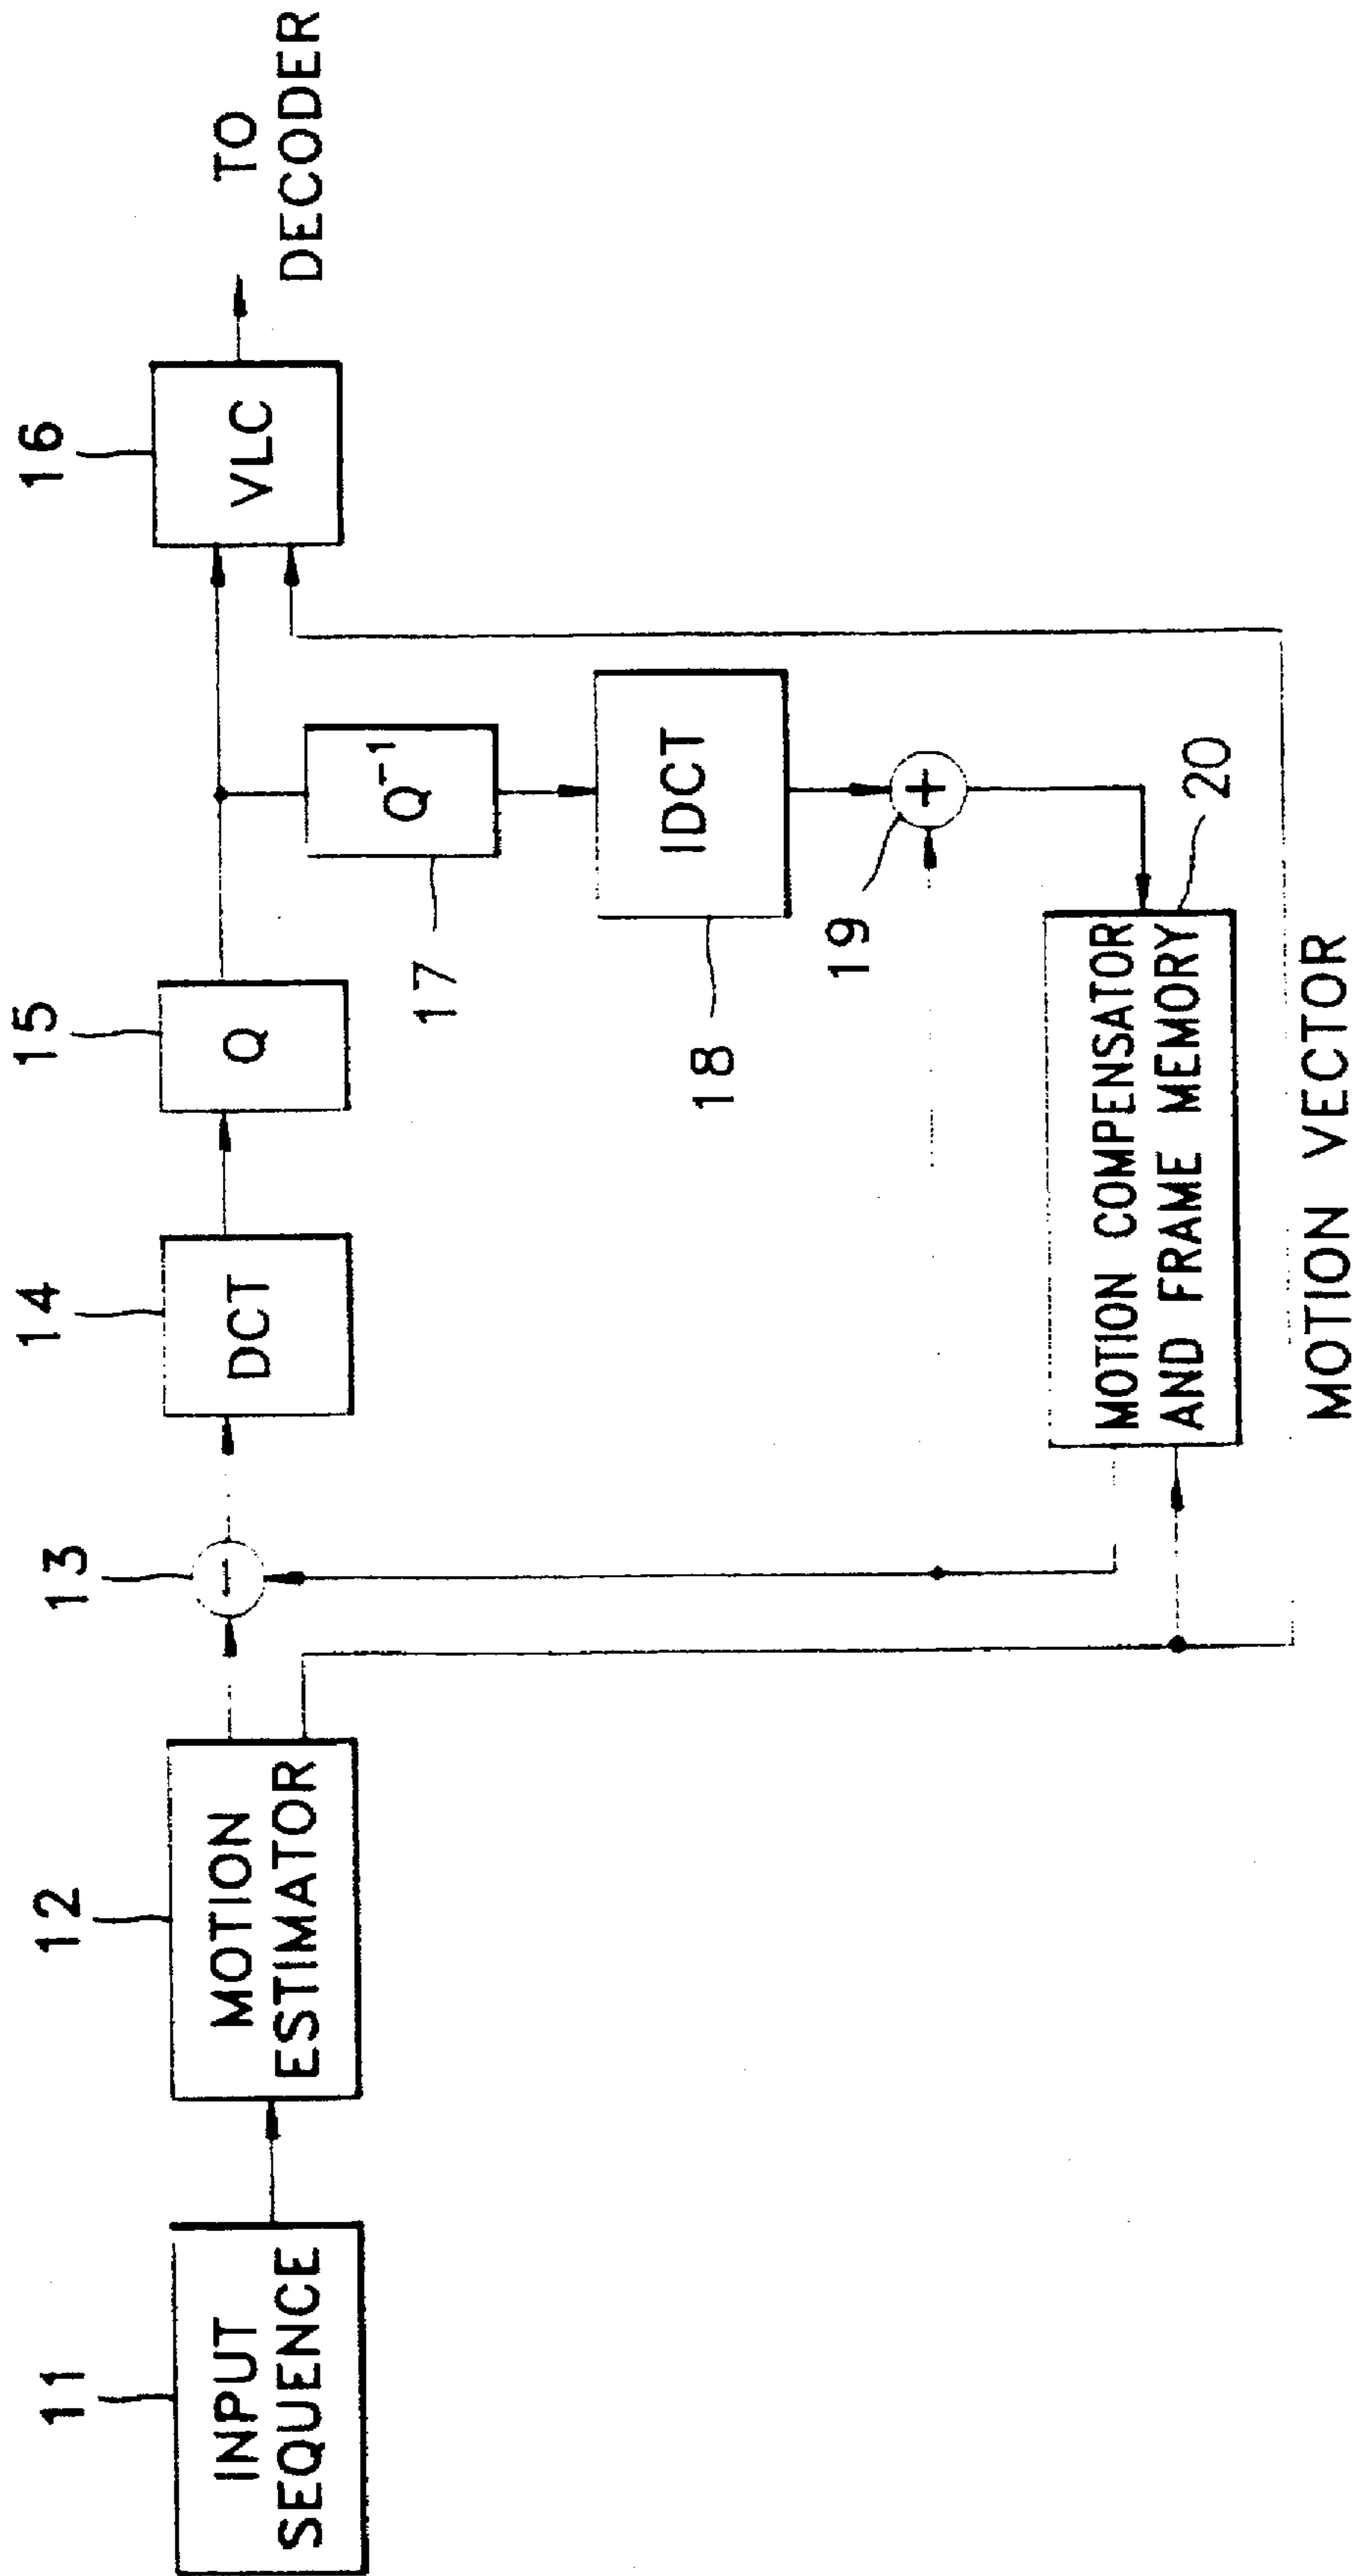 11
INPUT
SEQUENCE
12
MOTION
ESTIMATOR
13
−
14
DCT
15
Q
16
VLC
TO
DECODER
17
Q⁻¹
18
IDCT
19
+
20
MOTION COMPENSATOR
AND FRAME MEMORY
MOTION VECTOR